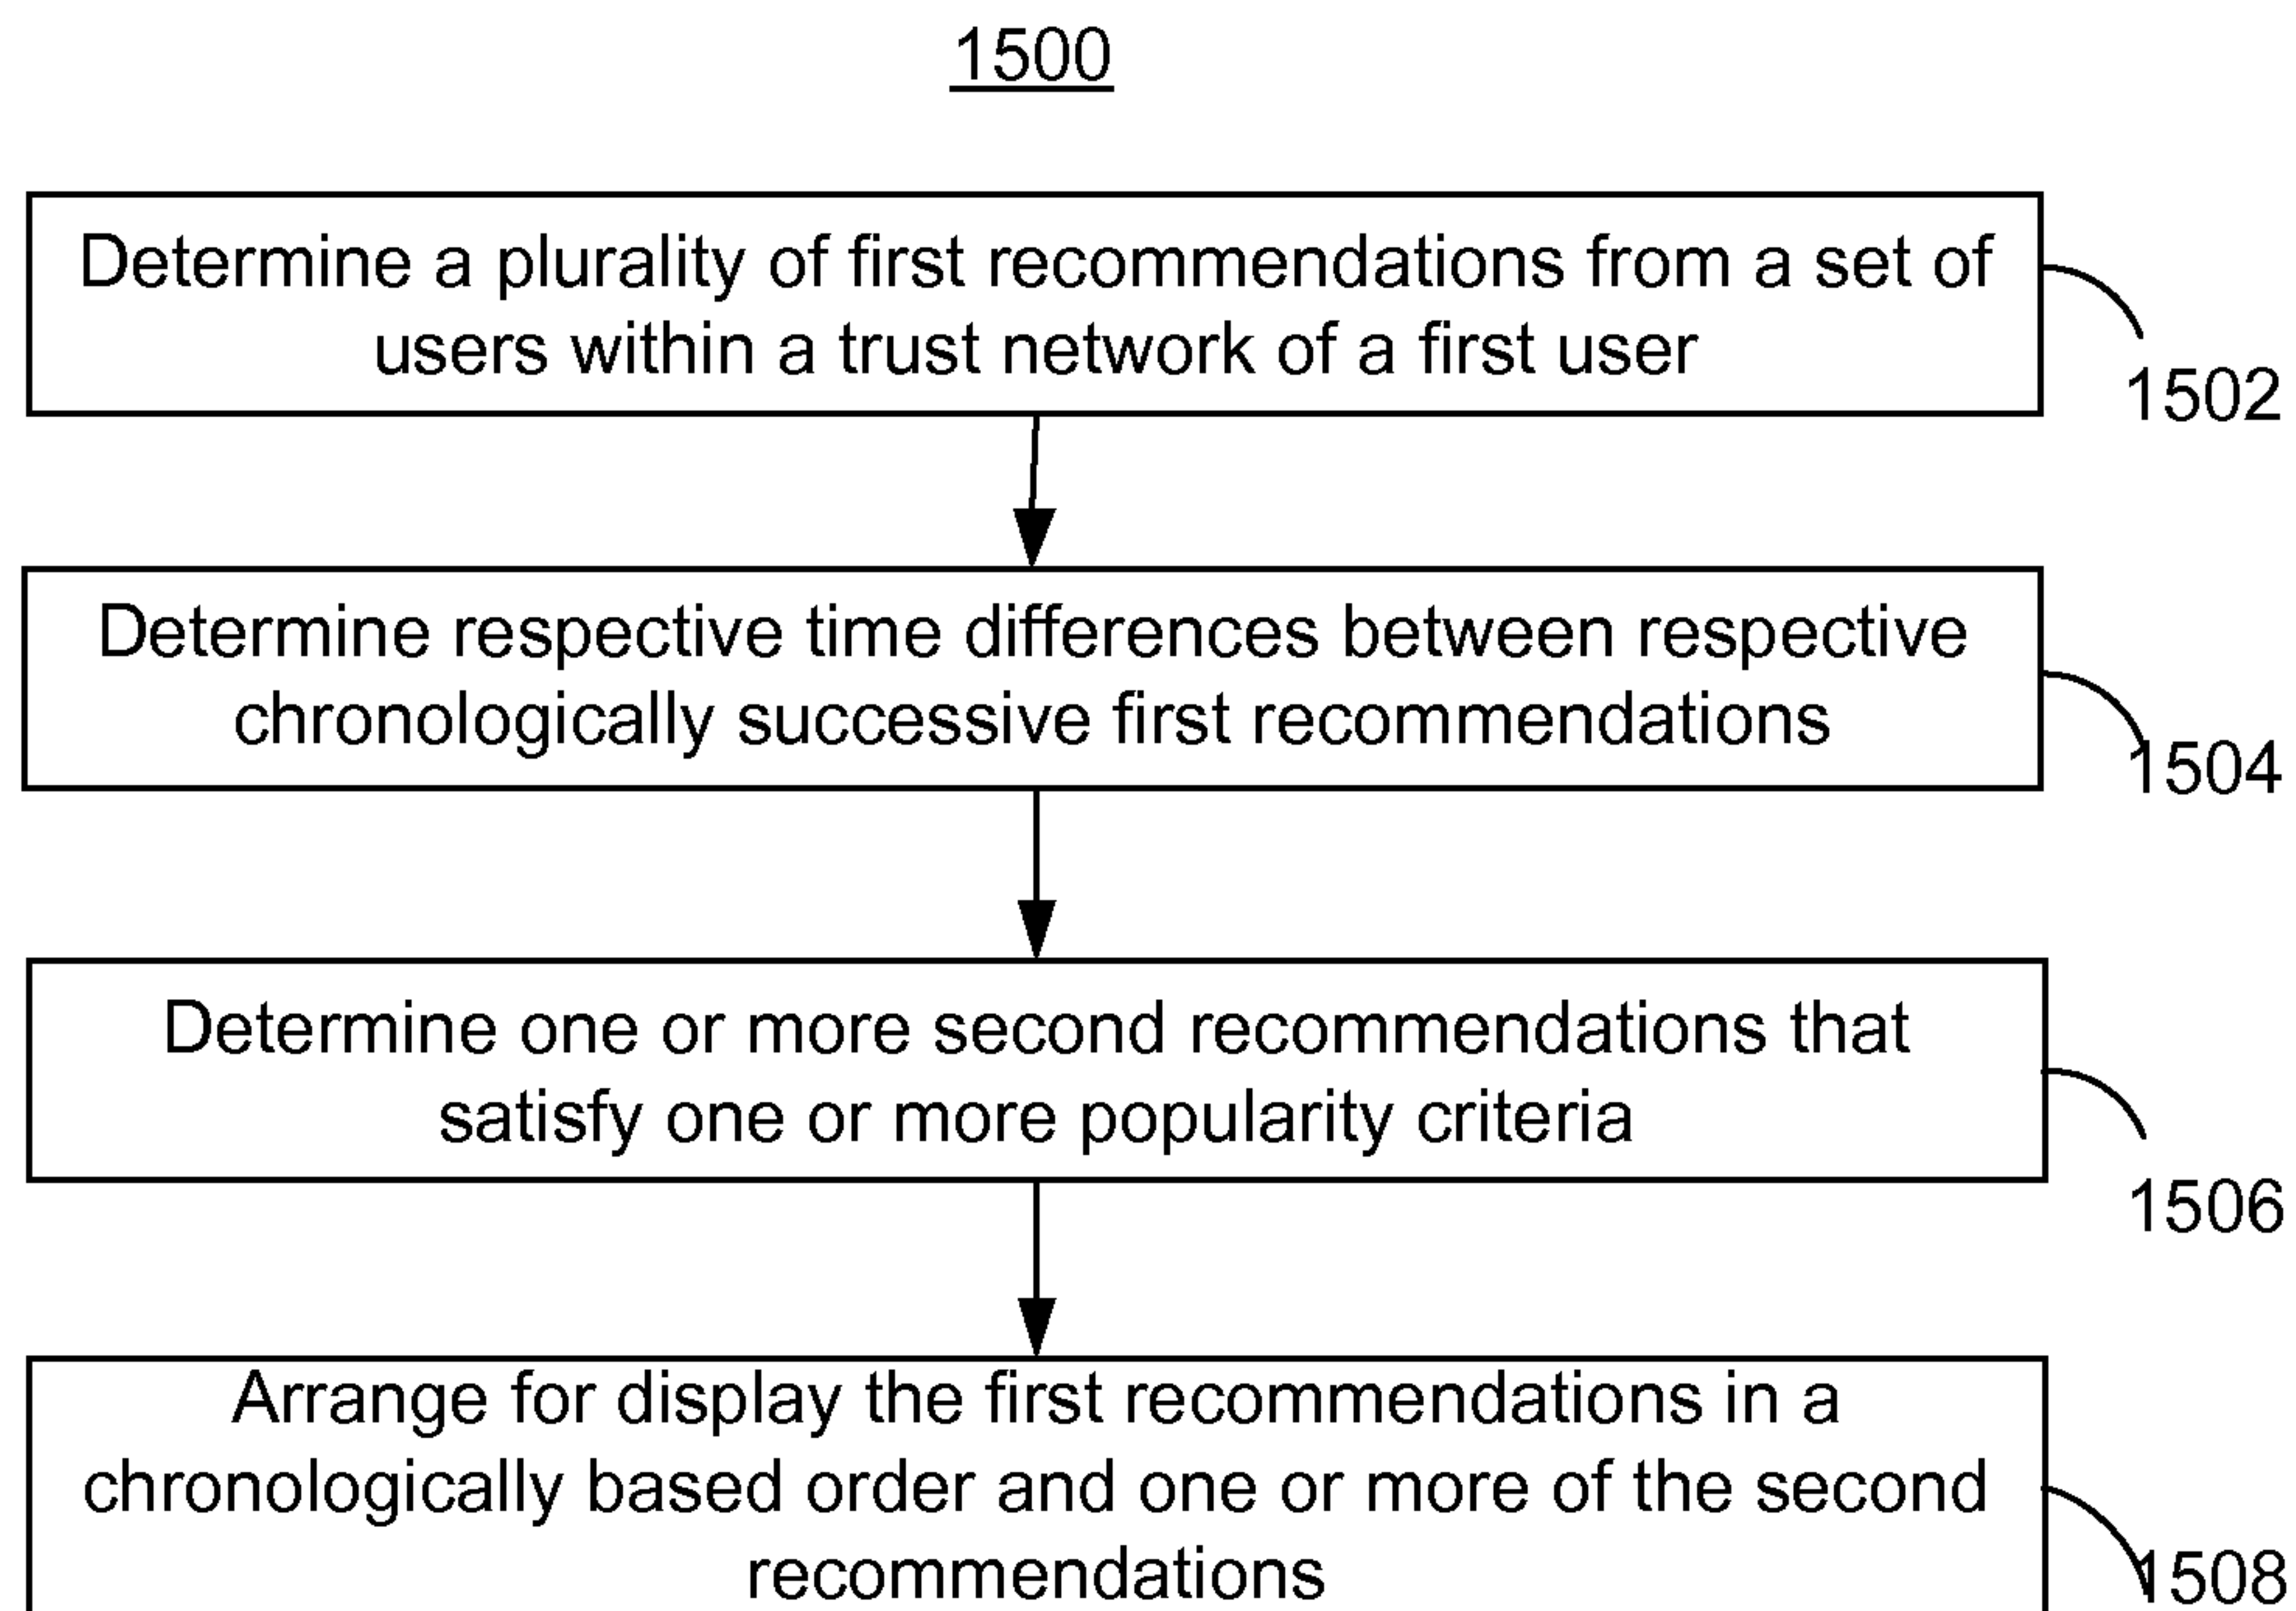 1500
Determine a plurality of first recommendations from a set of
users within a trust network of a first user
1502
Determine respective time differences between respective
chronologically successive first recommendations
1504
Determine one or more second recommendations that
satisfy one or more popularity criteria
1506
Arrange for display the first recommendations in a
chronologically based order and one or more of the second
recommendations
1508